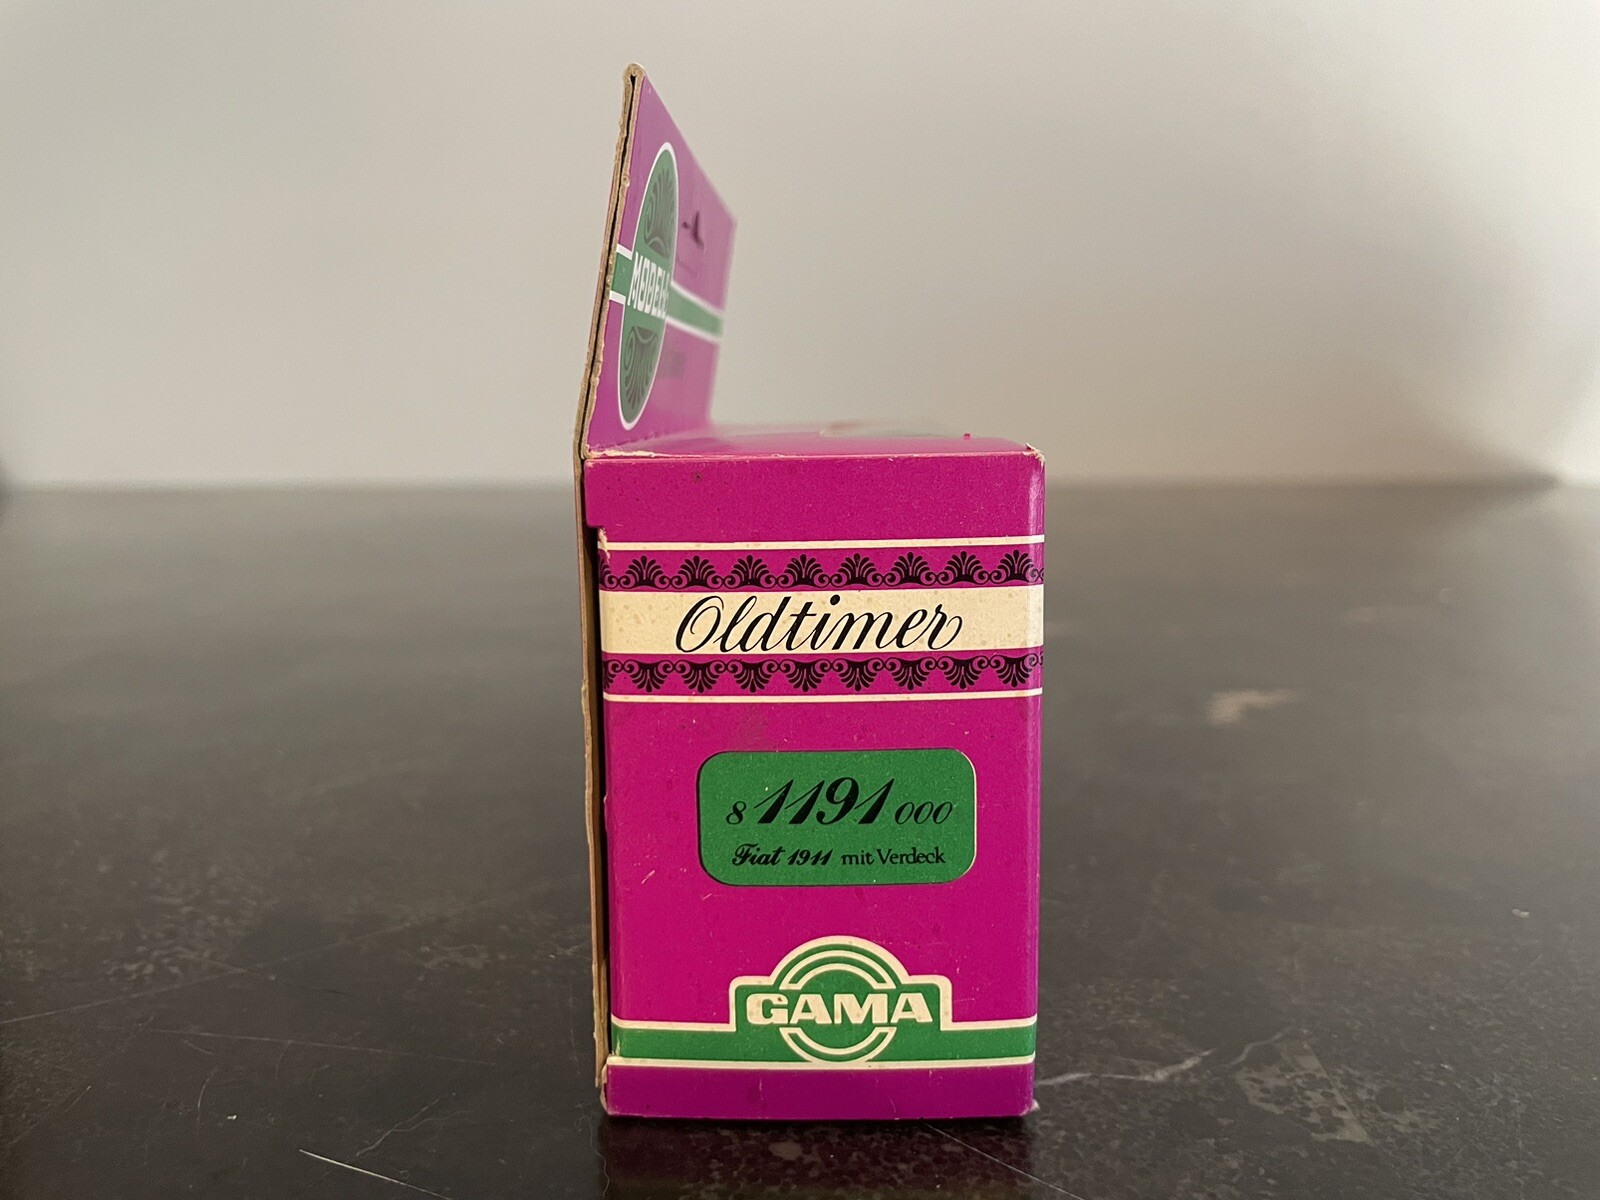 MODELL
Oldtimer
8 1191 000
Fiat 1911 mit Verdeck
GAMA